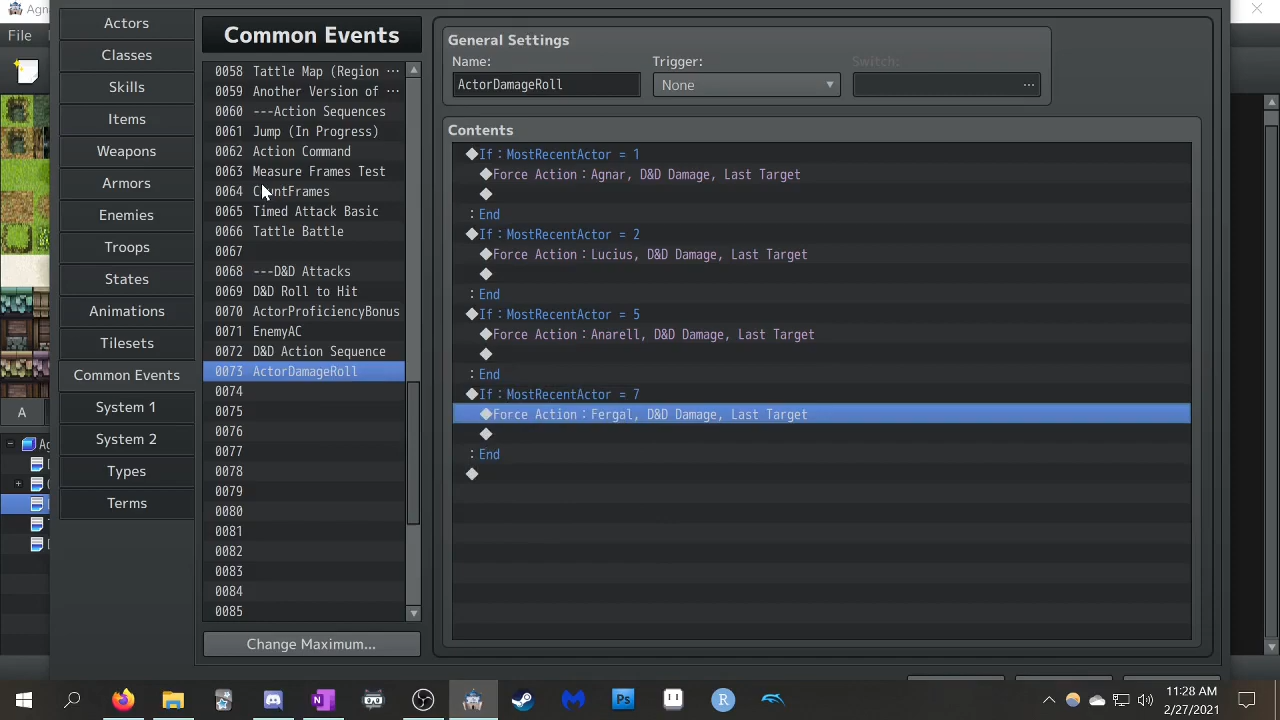 Agn
File
A
Ag
Actors
Classes
Skills
Items
Weapons
Armors
Enemies
Troops
States
Animations
Tilesets
Common Events
System 1
System 2
Types
Terms
Common Events
0058 Tattle Map (Region ...
0059 Another Version of ...
0060 ---Action Sequences
0061 Jump (In Progress)
0062 Action Command
0063 Measure Frames Test
0064 CountFrames
0065 Timed Attack Basic
0066 Tattle Battle
0067
0068 ---D&D Attacks
0069 D&D Roll to Hit
0070 ActorProficiencyBonus
0071 EnemyAC
0072 D&D Action Sequence
0073 ActorDamageRoll
0074
0075
0076
0077
0078
0079
0080
0081
0082
0083
0084
0085
Change Maximum...
General Settings
Name:
Trigger:
Switch:
ActorDamageRoll
None
...
Contents
◆If : MostRecentActor = 1
◆Force Action : Agnar, D&D Damage, Last Target
◆
: End
◆If : MostRecentActor = 2
◆Force Action : Lucius, D&D Damage, Last Target
◆
: End
◆If : MostRecentActor = 5
◆Force Action : Anarell, D&D Damage, Last Target
◆
: End
◆If : MostRecentActor = 7
◆Force Action : Fergal, D&D Damage, Last Target
◆
: End
◆
Ps
R
11:28 AM
2/27/2021